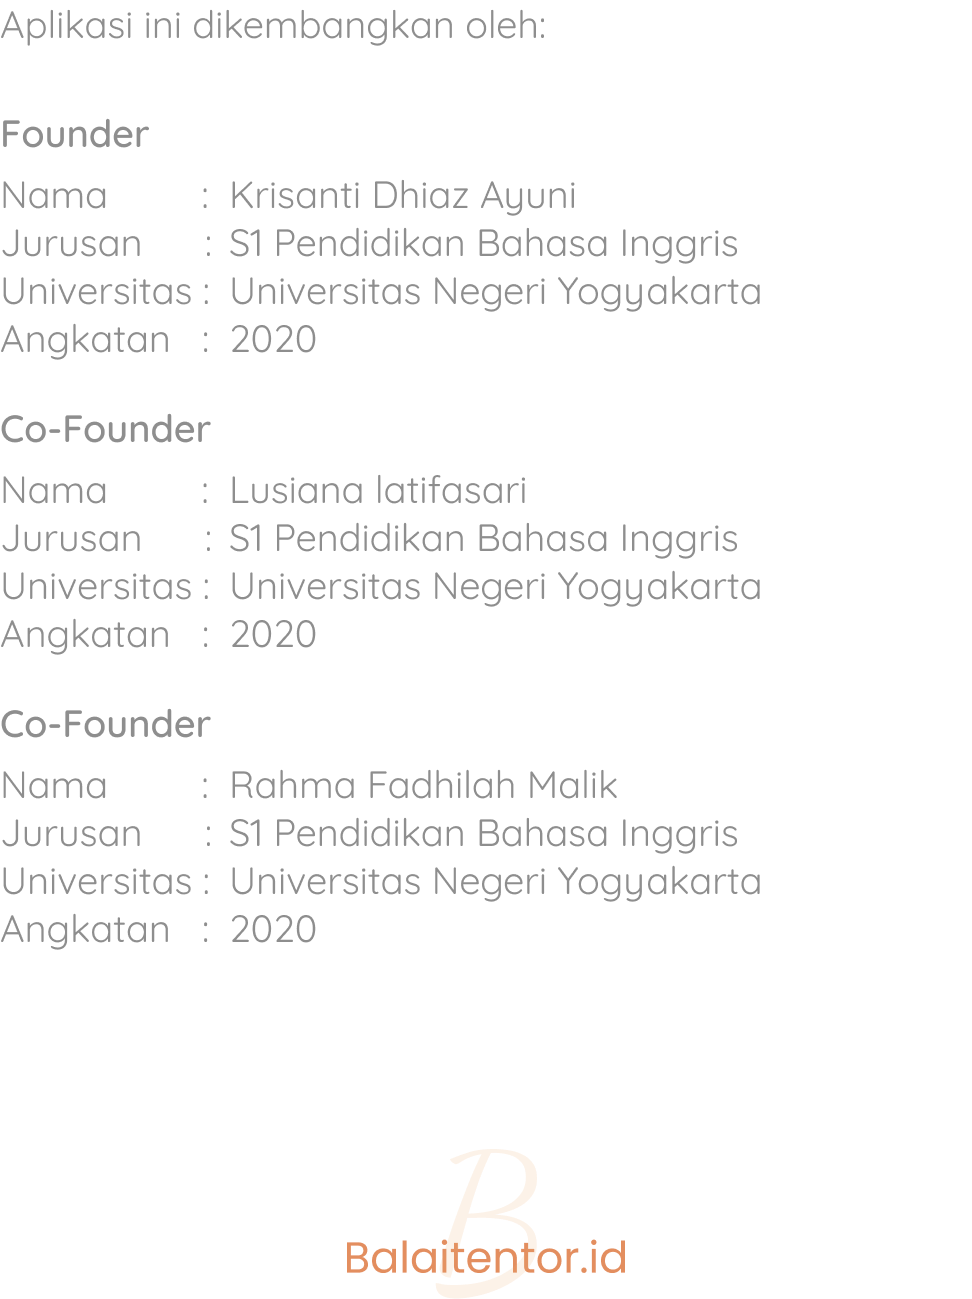 Aplikasi ini dikembangkan oleh:
Founder
Nama : Krisanti Dhiaz Ayuni
Jurusan : S1 Pendidikan Bahasa Inggris
Universitas : Universitas Negeri Yogyakarta
Angkatan : 2020
Co-Founder
Nama : Lusiana latifasari
Jurusan : S1 Pendidikan Bahasa Inggris
Universitas : Universitas Negeri Yogyakarta
Angkatan : 2020
Co-Founder
Nama : Rahma Fadhilah Malik
Jurusan : S1 Pendidikan Bahasa Inggris
Universitas : Universitas Negeri Yogyakarta
Angkatan : 2020
B
Balaitentor.id